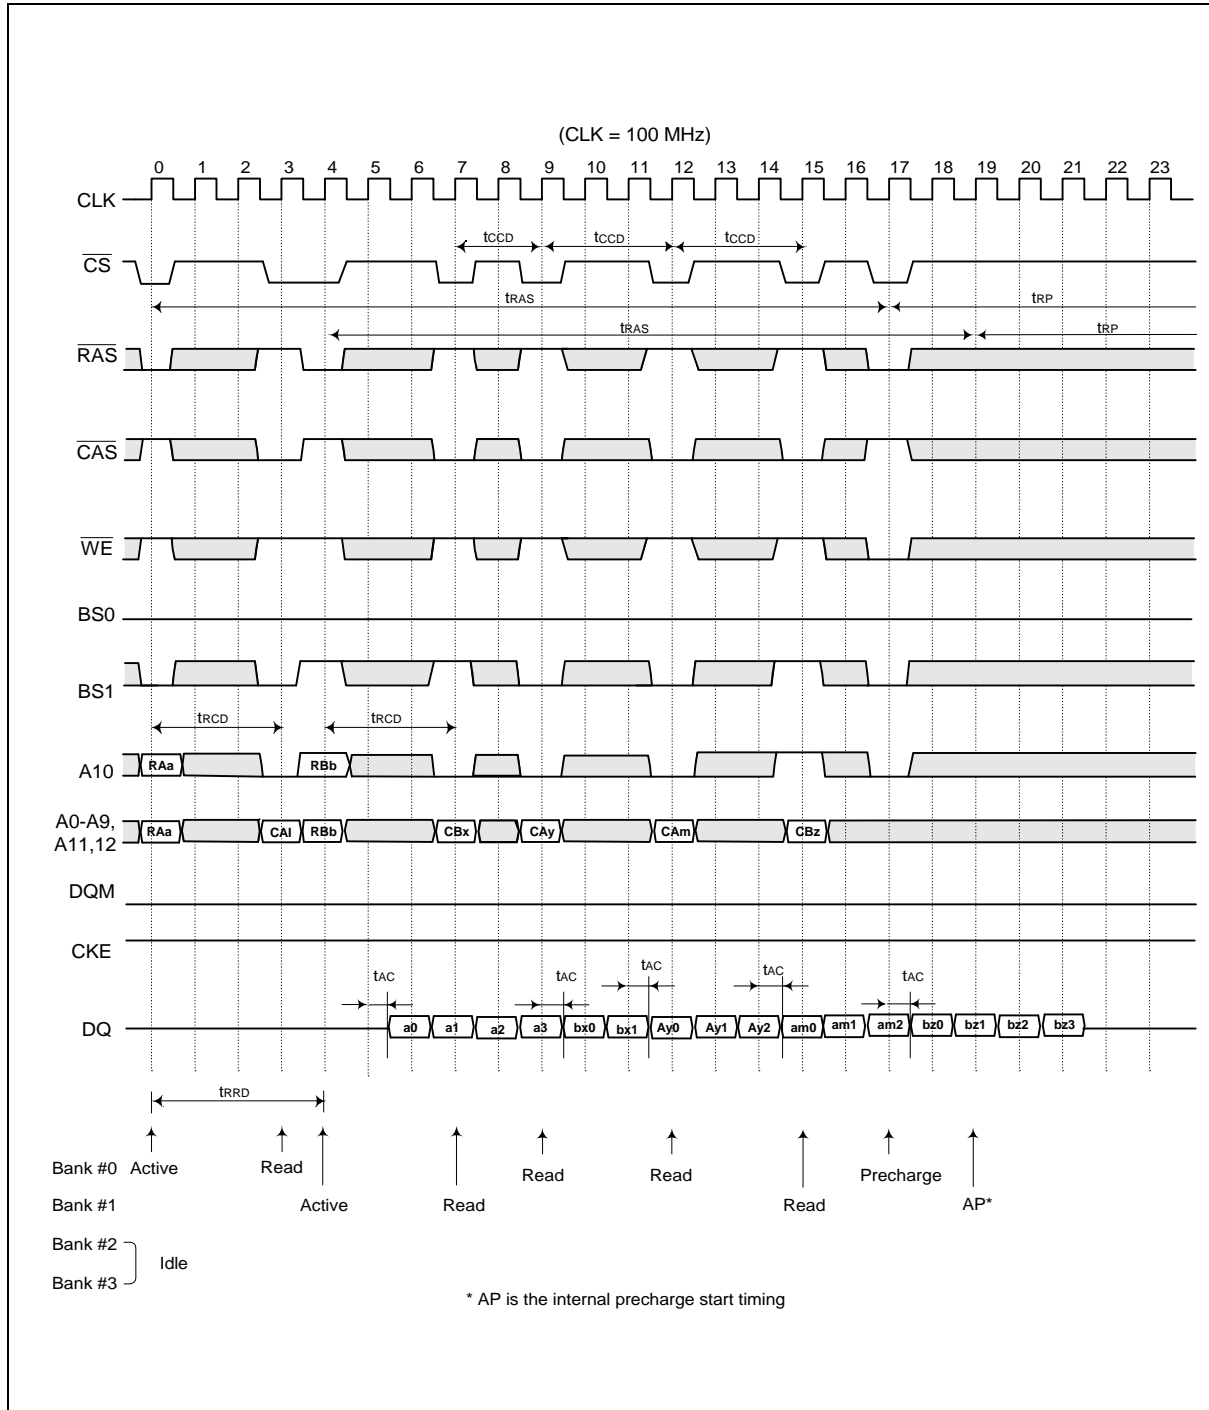 (CLK = 100 MHz)
0 1 2 3 4 5 6 7 8 9 10 11 12 13 14 15 16 17 18 19 20 21 22 23
CLK
tCCD tCCD tCCD
CS
tRAS tRP
tRAS tRP
RAS
CAS
WE
BS0
BS1
tRCD tRCD
A10 RAa RBb
A0-A9,
A11,12
RAa CAI RBb CBx CAy CAm CBz
DQM
CKE
tAC tAC tAC tAC tAC
DQ a0 a1 a2 a3 bx0 bx1 Ay0 Ay1 Ay2 am0 am1 am2 bz0 bz1 bz2 bz3
tRRD
Bank #0 Active Read Read Read Precharge
Bank #1 Active Read Read AP*
Bank #2
Idle
Bank #3
* AP is the internal precharge start timing